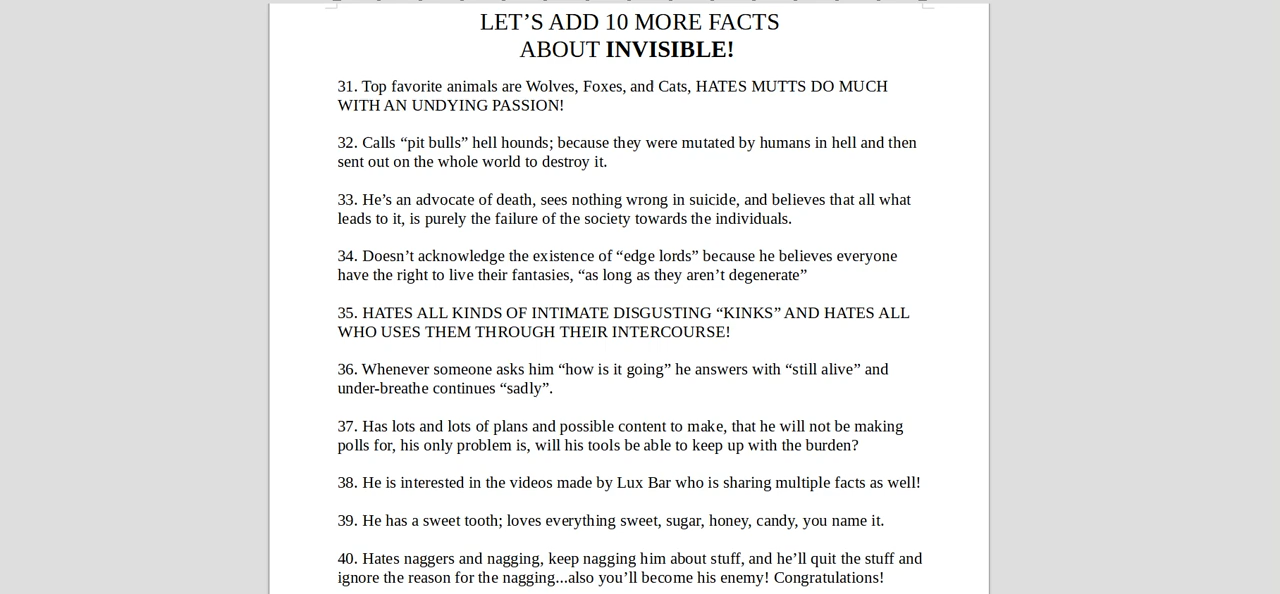 LET’S ADD 10 MORE FACTS
ABOUT INVISIBLE!
31. Top favorite animals are Wolves, Foxes, and Cats, HATES MUTTS DO MUCH
WITH AN UNDYING PASSION!
32. Calls “pit bulls” hell hounds; because they were mutated by humans in hell and then
sent out on the whole world to destroy it.
33. He’s an advocate of death, sees nothing wrong in suicide, and believes that all what
leads to it, is purely the failure of the society towards the individuals.
34. Doesn’t acknowledge the existence of “edge lords” because he believes everyone
have the right to live their fantasies, “as long as they aren’t degenerate”
35. HATES ALL KINDS OF INTIMATE DISGUSTING “KINKS” AND HATES ALL
WHO USES THEM THROUGH THEIR INTERCOURSE!
36. Whenever someone asks him “how is it going” he answers with “still alive” and
under-breathe continues “sadly”.
37. Has lots and lots of plans and possible content to make, that he will not be making
polls for, his only problem is, will his tools be able to keep up with the burden?
38. He is interested in the videos made by Lux Bar who is sharing multiple facts as well!
39. He has a sweet tooth; loves everything sweet, sugar, honey, candy, you name it.
40. Hates naggers and nagging, keep nagging him about stuff, and he’ll quit the stuff and
ignore the reason for the nagging...also you’ll become his enemy! Congratulations!